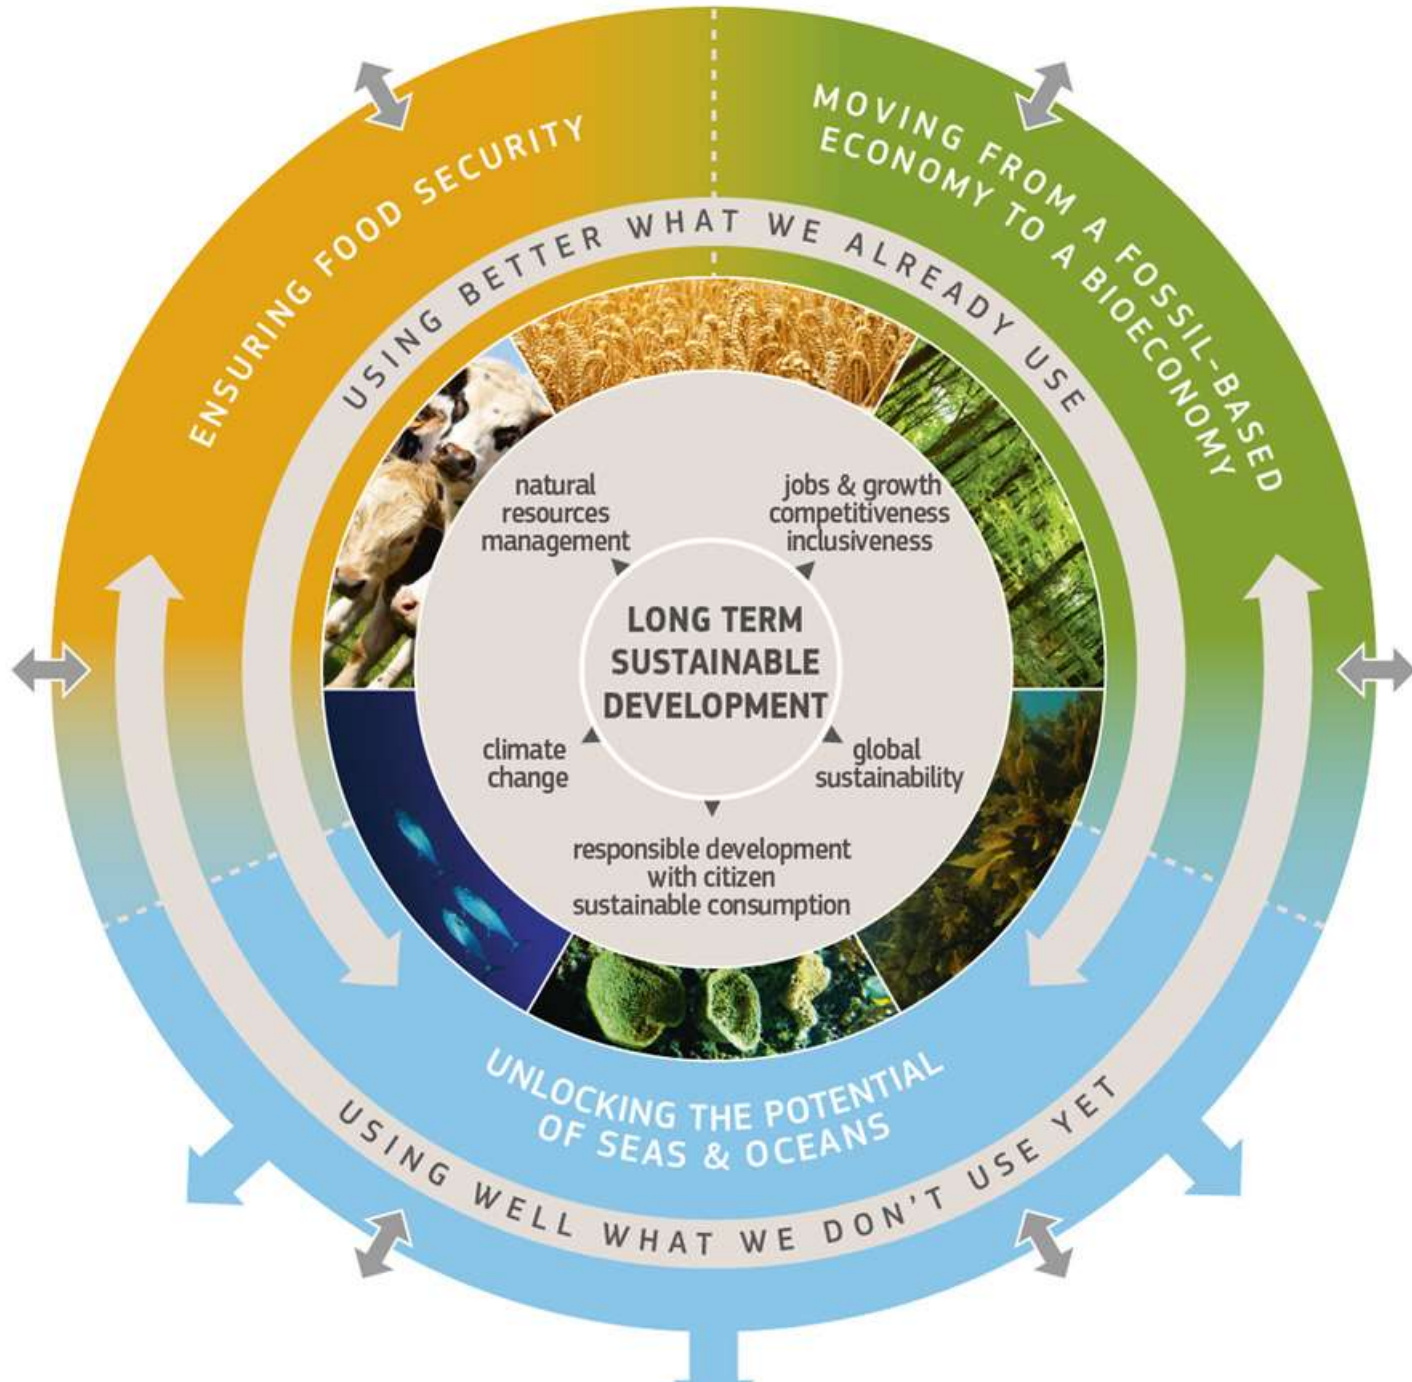 ENSURING FOOD SECURITY
MOVING FROM A FOSSIL-BASED
ECONOMY TO A BIOECONOMY
USING BETTER WHAT WE ALREADY USE
natural
resources
management
jobs & growth
competitiveness
inclusiveness
LONG TERM
SUSTAINABLE
DEVELOPMENT
climate
change
global
sustainability
responsible development
with citizen
sustainable consumption
UNLOCKING THE POTENTIAL
OF SEAS & OCEANS
USING WELL WHAT WE DON'T USE YET